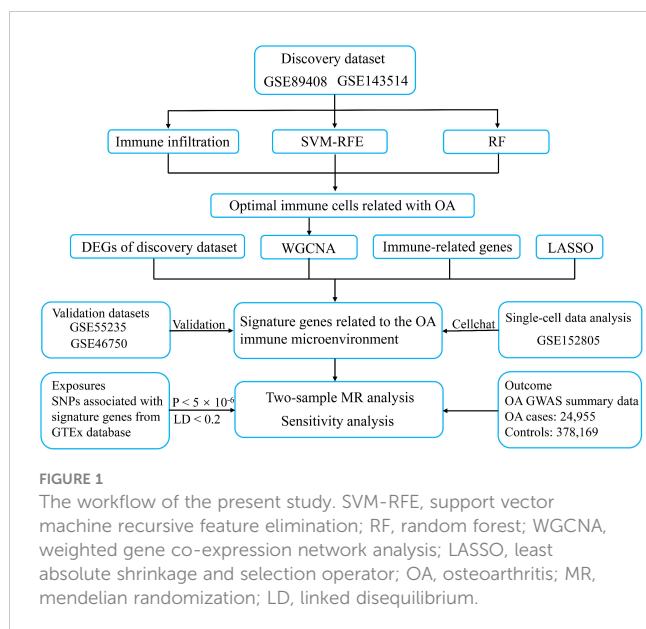 Discovery dataset
GSE89408 GSE143514
Immune infiltration
SVM-RFE
RF
Optimal immune cells related with OA
DEGs of discovery dataset
WGCNA
Immune-related genes
LASSO
Validation datasets
GSE55235
GSE46750
Validation
Signature genes related to the OA
immune microenvironment
Cellchat
Single-cell data analysis
GSE152805
Exposures
SNPs associated with
signature genes from
GTEx database
P < 5 × 10⁻⁶
LD < 0.2
Two-sample MR analysis
Sensitivity analysis
Outcome
OA GWAS summary data
OA cases: 24,955
Controls: 378,169
FIGURE 1
The workflow of the present study. SVM-RFE, support vector
machine recursive feature elimination; RF, random forest; WGCNA,
weighted gene co-expression network analysis; LASSO, least
absolute shrinkage and selection operator; OA, osteoarthritis; MR,
mendelian randomization; LD, linked disequilibrium.